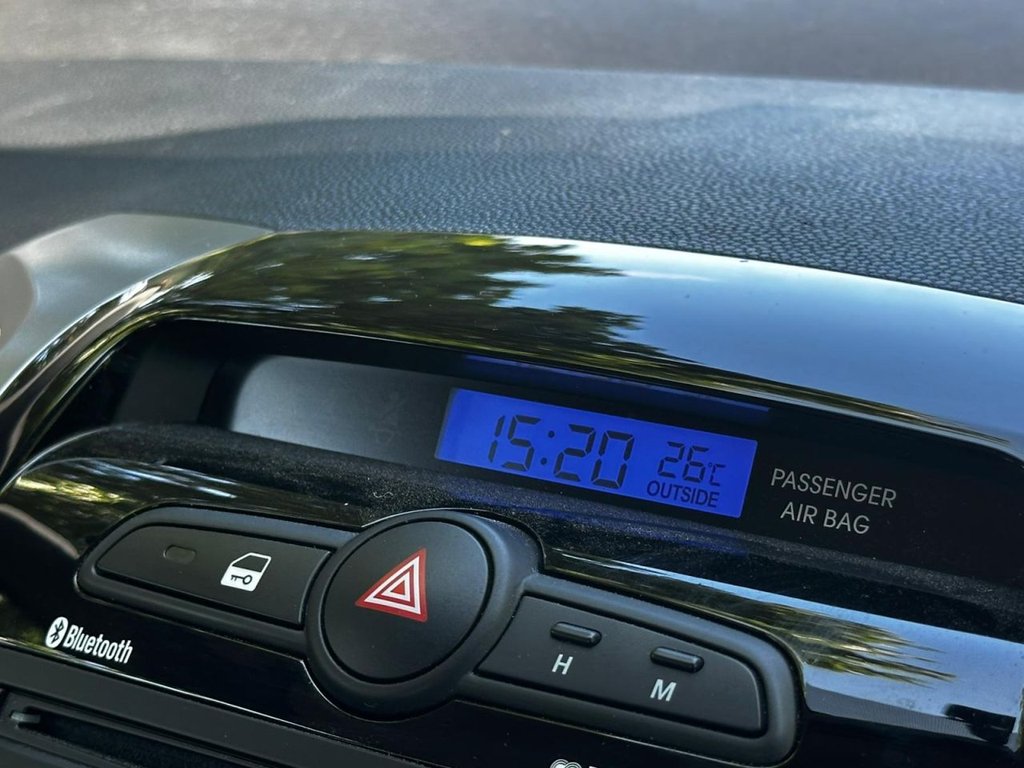 15:20 26°C
OUTSIDE
PASSENGER
AIR BAG
Bluetooth
H M